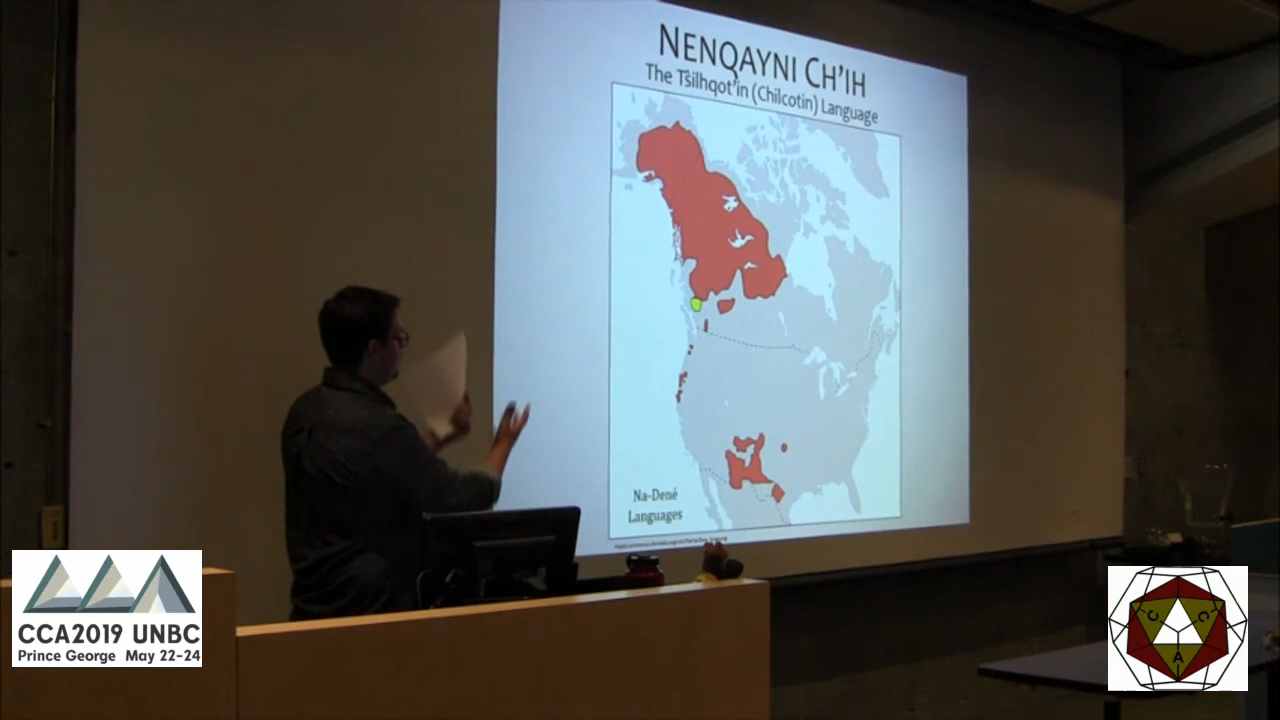 NENQAYNI CH'IH
The Tŝilhqot'in (Chilcotin) Language
Na-Dené
Languages
CCA2019 UNBC
Prince George May 22-24
C C
A